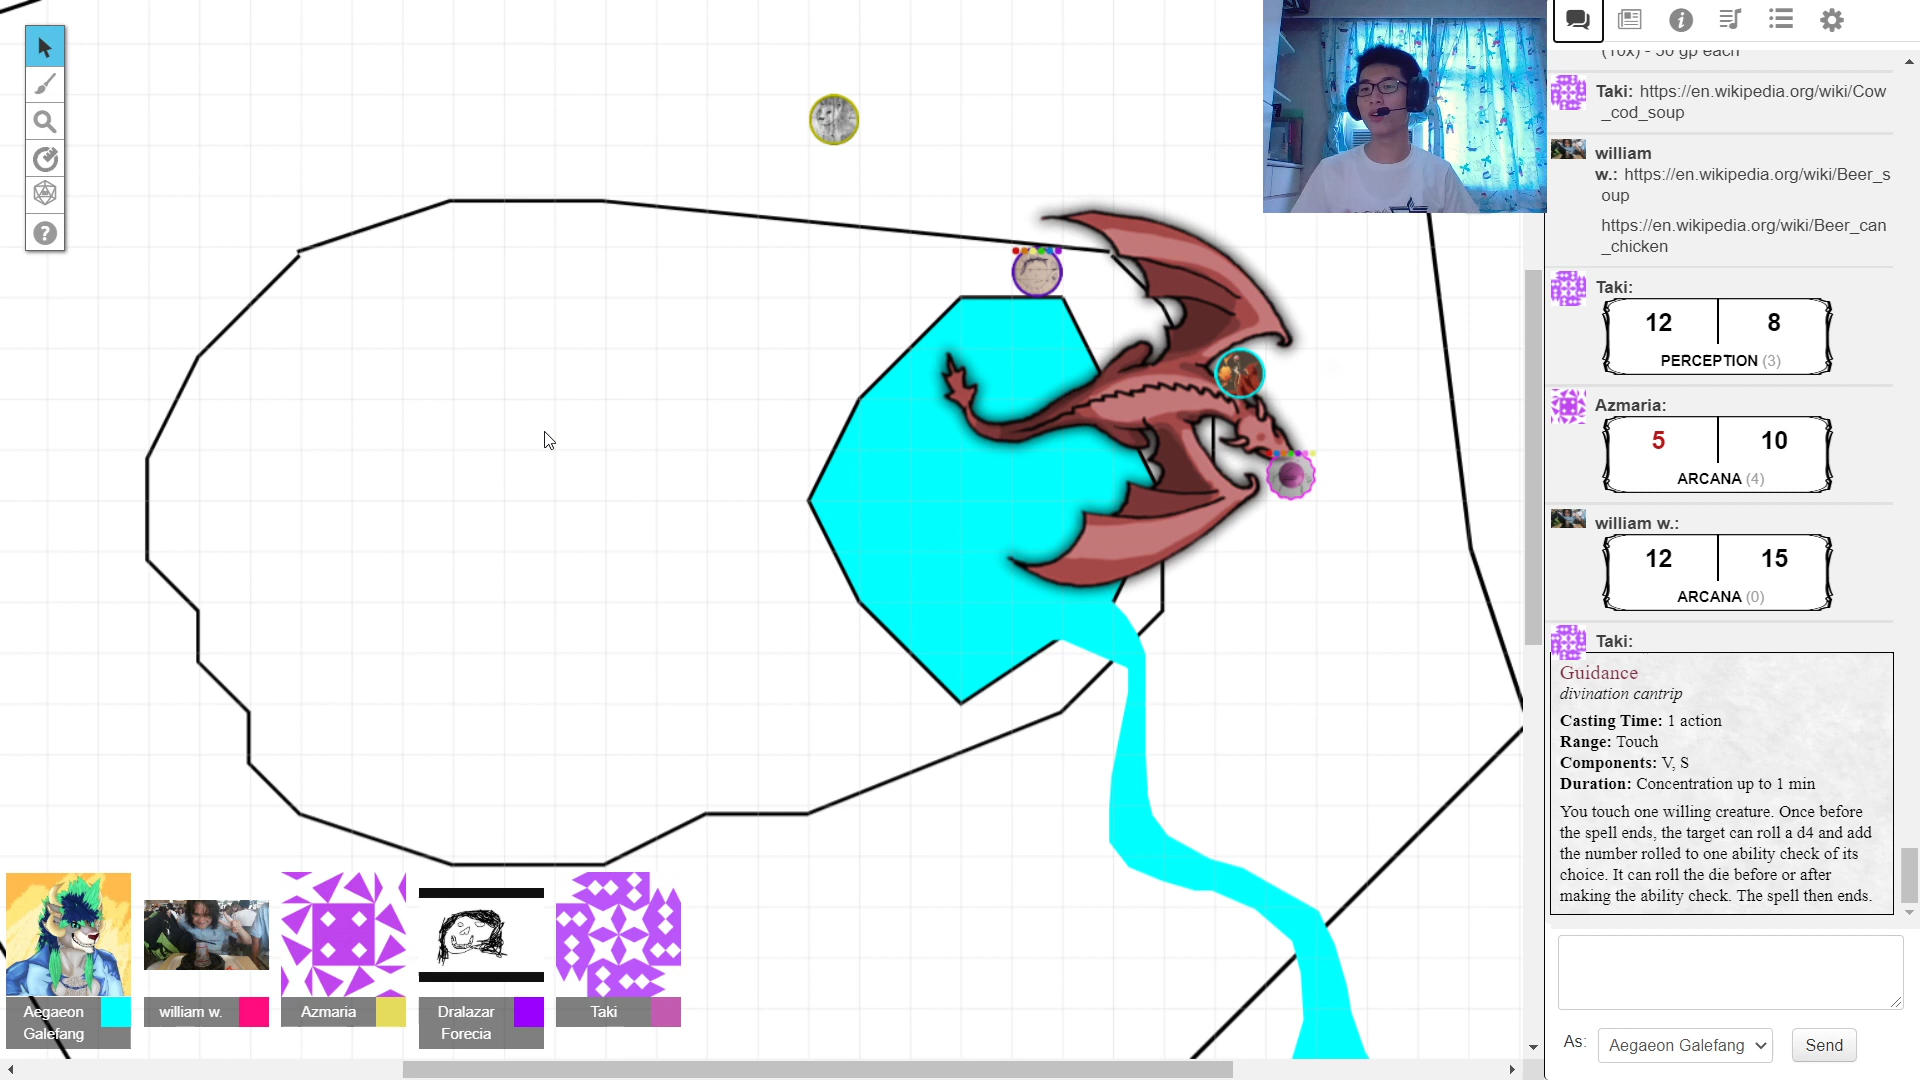 (10x) - 50 gp each
Taki: https://en.wikipedia.org/wiki/Cow
_cod_soup
william
w.: https://en.wikipedia.org/wiki/Beer_s
oup
https://en.wikipedia.org/wiki/Beer_can
_chicken
Taki:
12 8
PERCEPTION (3)
Azmaria:
5 10
ARCANA (4)
william w.:
12 15
ARCANA (0)
Taki:
Guidance
divination cantrip
Casting Time: 1 action
Range: Touch
Components: V, S
Duration: Concentration up to 1 min
You touch one willing creature. Once before
the spell ends, the target can roll a d4 and add
the number rolled to one ability check of its
choice. It can roll the die before or after
making the ability check. The spell then ends.
As: Aegaeon Galefang Send
Aegaeon
Galefang
william w.
Azmaria
Dralazar
Forecia
Taki